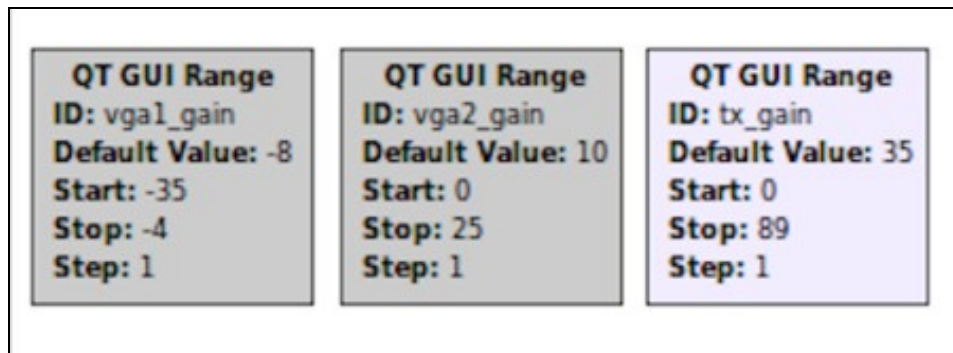 QT GUI Range
ID: vga1_gain
Default Value: -8
Start: -35
Stop: -4
Step: 1
QT GUI Range
ID: vga2_gain
Default Value: 10
Start: 0
Stop: 25
Step: 1
QT GUI Range
ID: tx_gain
Default Value: 35
Start: 0
Stop: 89
Step: 1